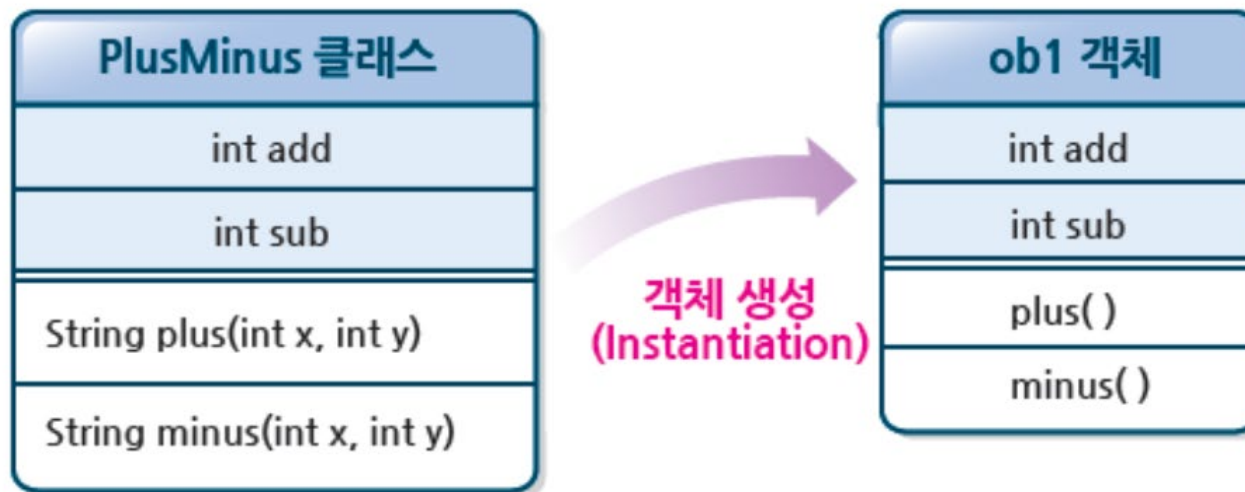 PlusMinus 클래스
int add
int sub
String plus(int x, int y)
String minus(int x, int y)
객체 생성
(Instantiation)
ob1 객체
int add
int sub
plus( )
minus( )